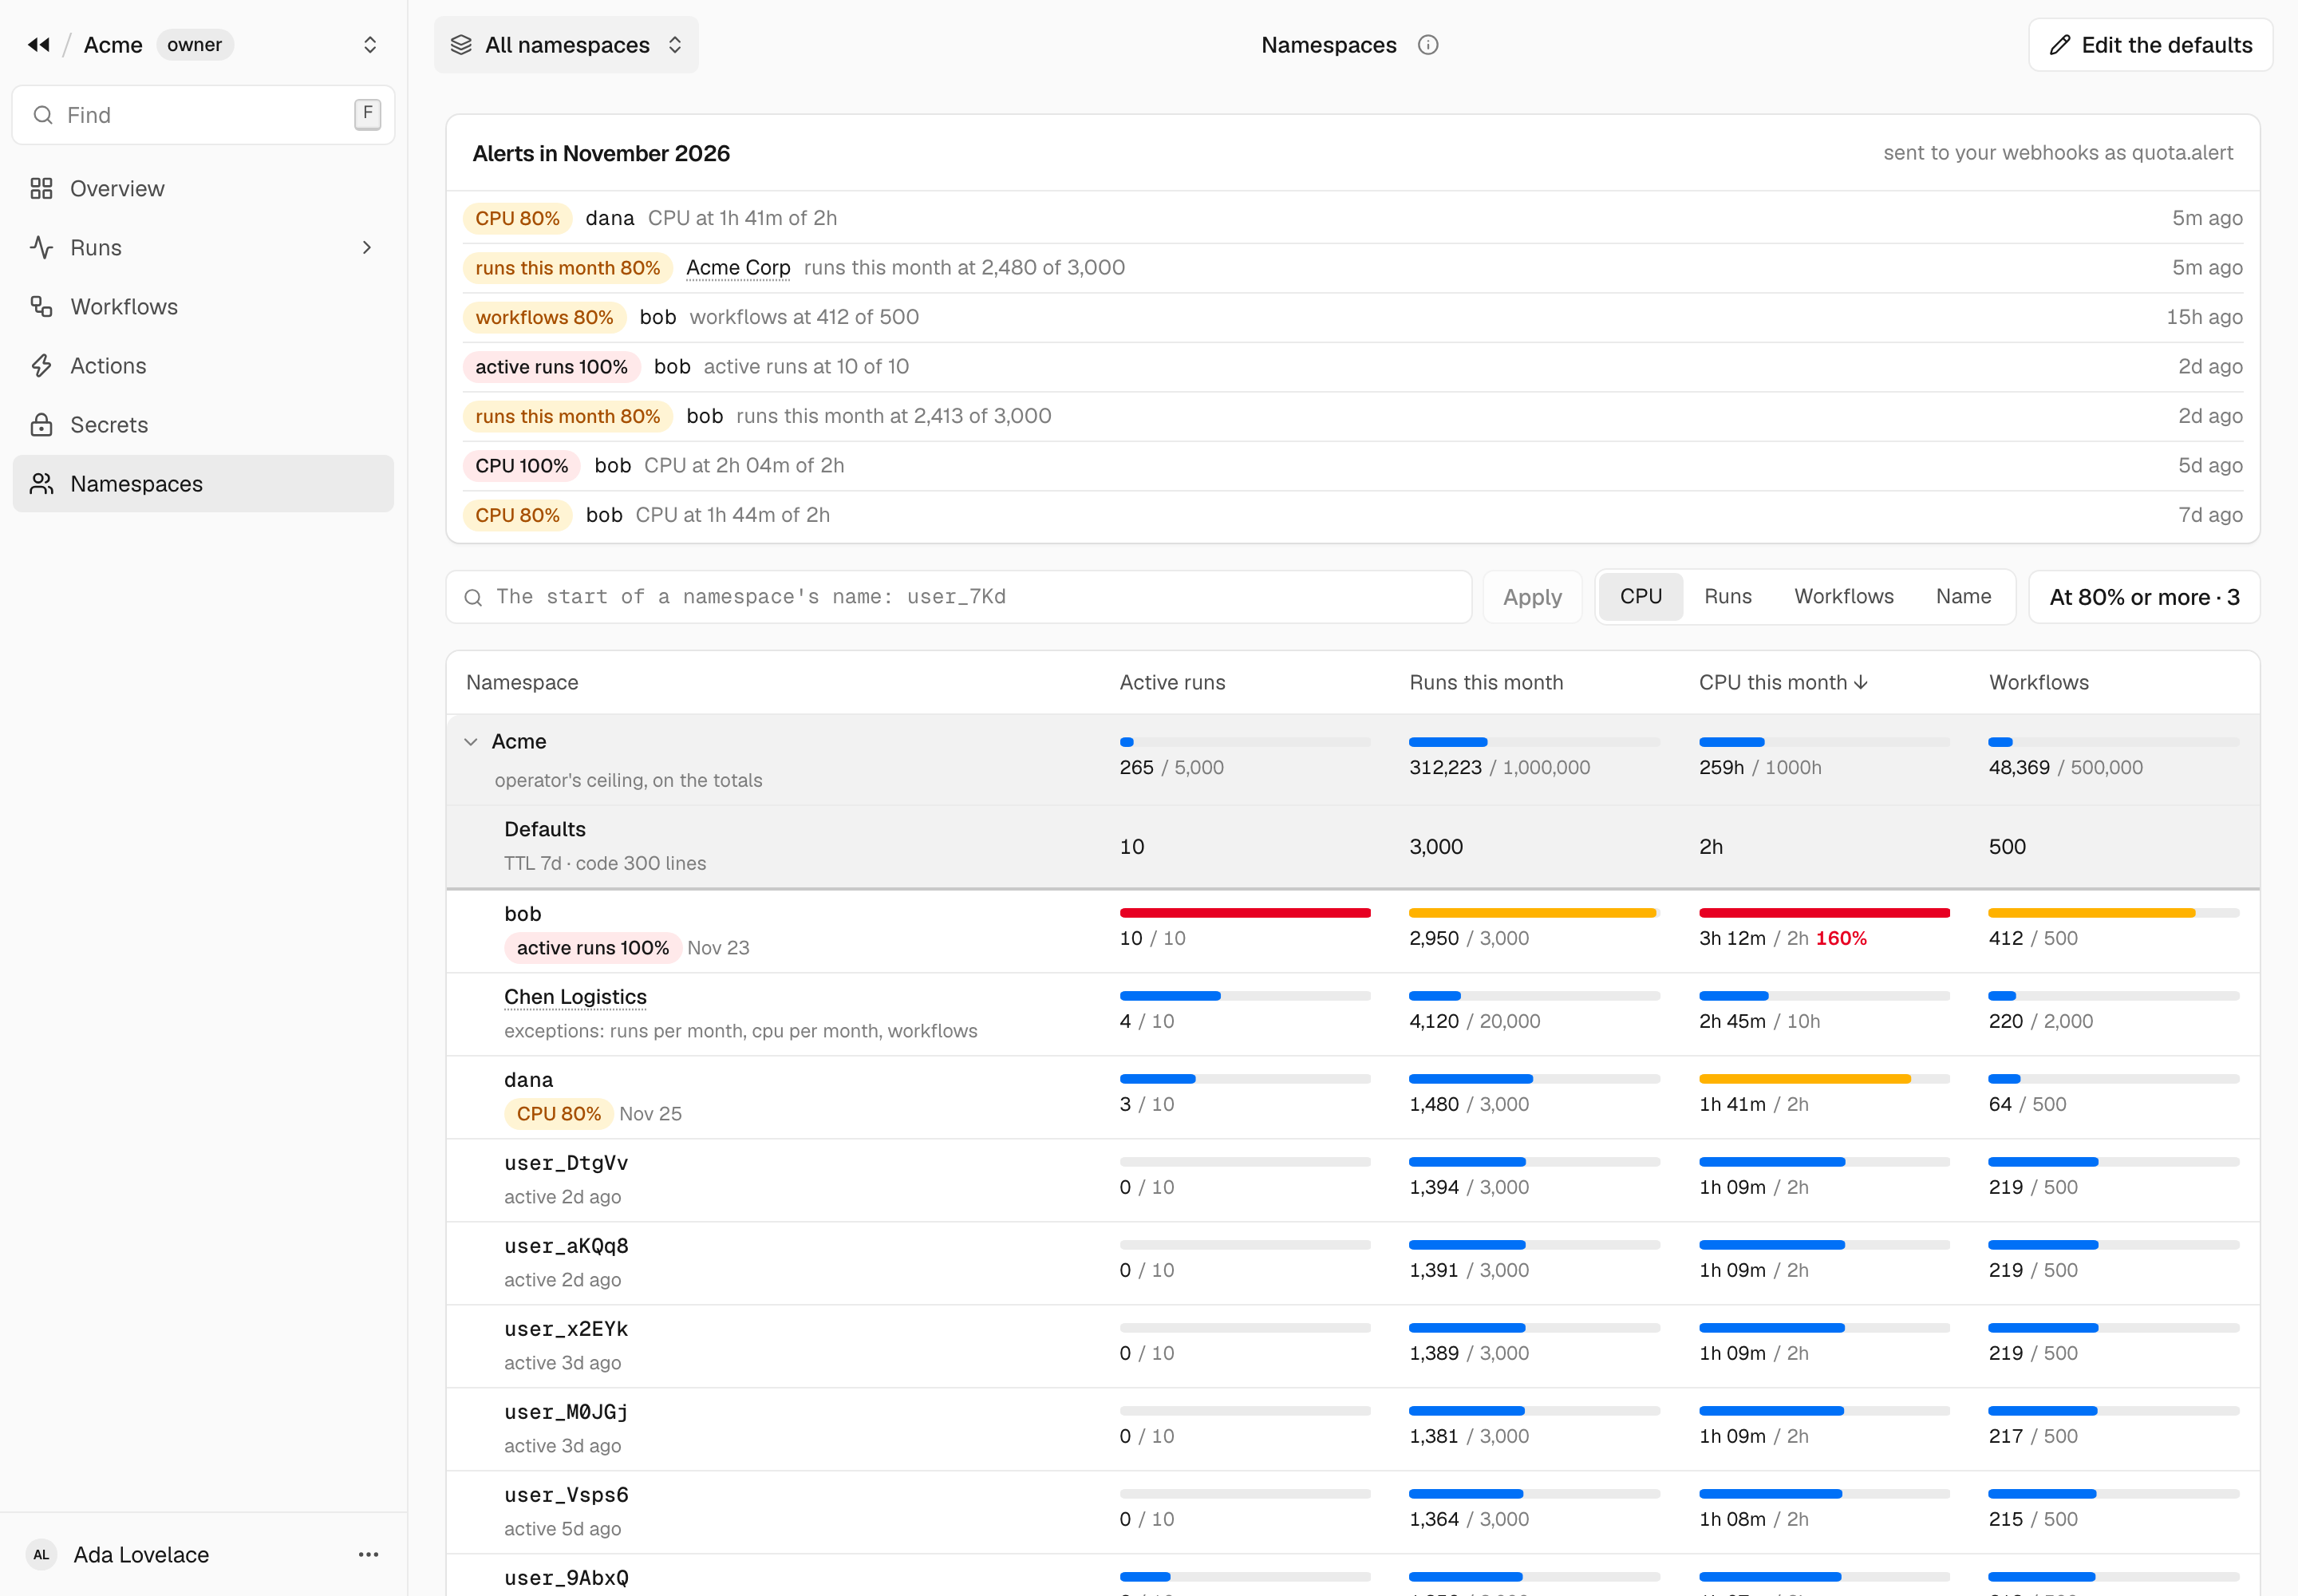 Acme owner
Find F
Overview
Runs
Workflows
Actions
Secrets
Namespaces
AL Ada Lovelace
All namespaces
Namespaces
Edit the defaults
Alerts in November 2026 sent to your webhooks as quota.alert
CPU 80% dana CPU at 1h 41m of 2h 5m ago
runs this month 80% Acme Corp runs this month at 2,480 of 3,000 5m ago
workflows 80% bob workflows at 412 of 500 15h ago
active runs 100% bob active runs at 10 of 10 2d ago
runs this month 80% bob runs this month at 2,413 of 3,000 2d ago
CPU 100% bob CPU at 2h 04m of 2h 5d ago
CPU 80% bob CPU at 1h 44m of 2h 7d ago
The start of a namespace's name: user_7Kd Apply CPU Runs Workflows Name At 80% or more · 3
Namespace Active runs Runs this month CPU this month Workflows
Acme
265 / 5,000 312,223 / 1,000,000 259h / 1000h 48,369 / 500,000
operator's ceiling, on the totals
Defaults
10 3,000 2h 500
TTL 7d · code 300 lines
bob
10 / 10 2,950 / 3,000 3h 12m / 2h 160% 412 / 500
active runs 100% Nov 23
Chen Logistics
4 / 10 4,120 / 20,000 2h 45m / 10h 220 / 2,000
exceptions: runs per month, cpu per month, workflows
dana
3 / 10 1,480 / 3,000 1h 41m / 2h 64 / 500
CPU 80% Nov 25
user_DtgVv
0 / 10 1,394 / 3,000 1h 09m / 2h 219 / 500
active 2d ago
user_aKQq8
0 / 10 1,391 / 3,000 1h 09m / 2h 219 / 500
active 2d ago
user_x2EYk
0 / 10 1,389 / 3,000 1h 09m / 2h 219 / 500
active 3d ago
user_M0JGj
0 / 10 1,381 / 3,000 1h 09m / 2h 217 / 500
active 3d ago
user_Vsps6
0 / 10 1,364 / 3,000 1h 08m / 2h 215 / 500
active 5d ago
user_9AbxQ